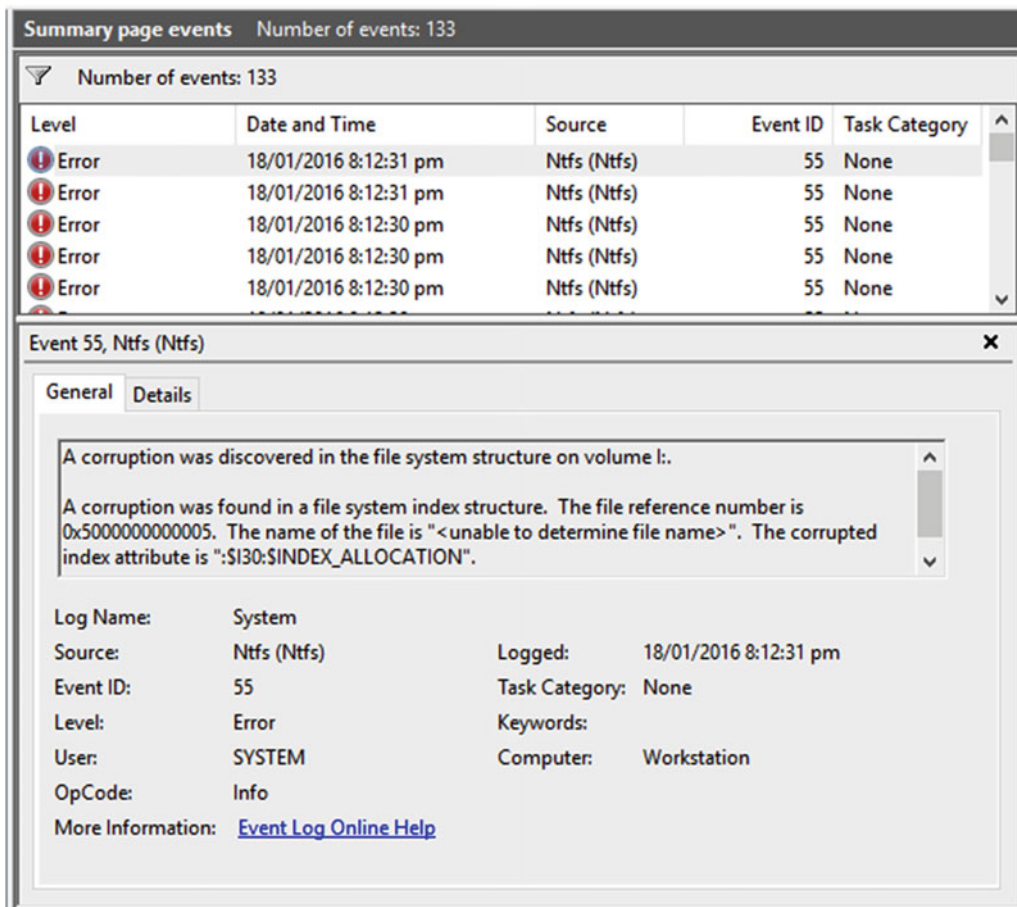 Summary page events Number of events: 133
Number of events: 133
Level Date and Time Source Event ID Task Category
Error 18/01/2016 8:12:31 pm Ntfs (Ntfs) 55 None
Error 18/01/2016 8:12:31 pm Ntfs (Ntfs) 55 None
Error 18/01/2016 8:12:30 pm Ntfs (Ntfs) 55 None
Error 18/01/2016 8:12:30 pm Ntfs (Ntfs) 55 None
Error 18/01/2016 8:12:30 pm Ntfs (Ntfs) 55 None
Event 55, Ntfs (Ntfs)
General Details
A corruption was discovered in the file system structure on volume I:.
A corruption was found in a file system index structure. The file reference number is
0x5000000000005. The name of the file is "<unable to determine file name>". The corrupted
index attribute is ":$I30:$INDEX_ALLOCATION".
Log Name: System
Source: Ntfs (Ntfs) Logged: 18/01/2016 8:12:31 pm
Event ID: 55 Task Category: None
Level: Error Keywords:
User: SYSTEM Computer: Workstation
OpCode: Info
More Information: Event Log Online Help